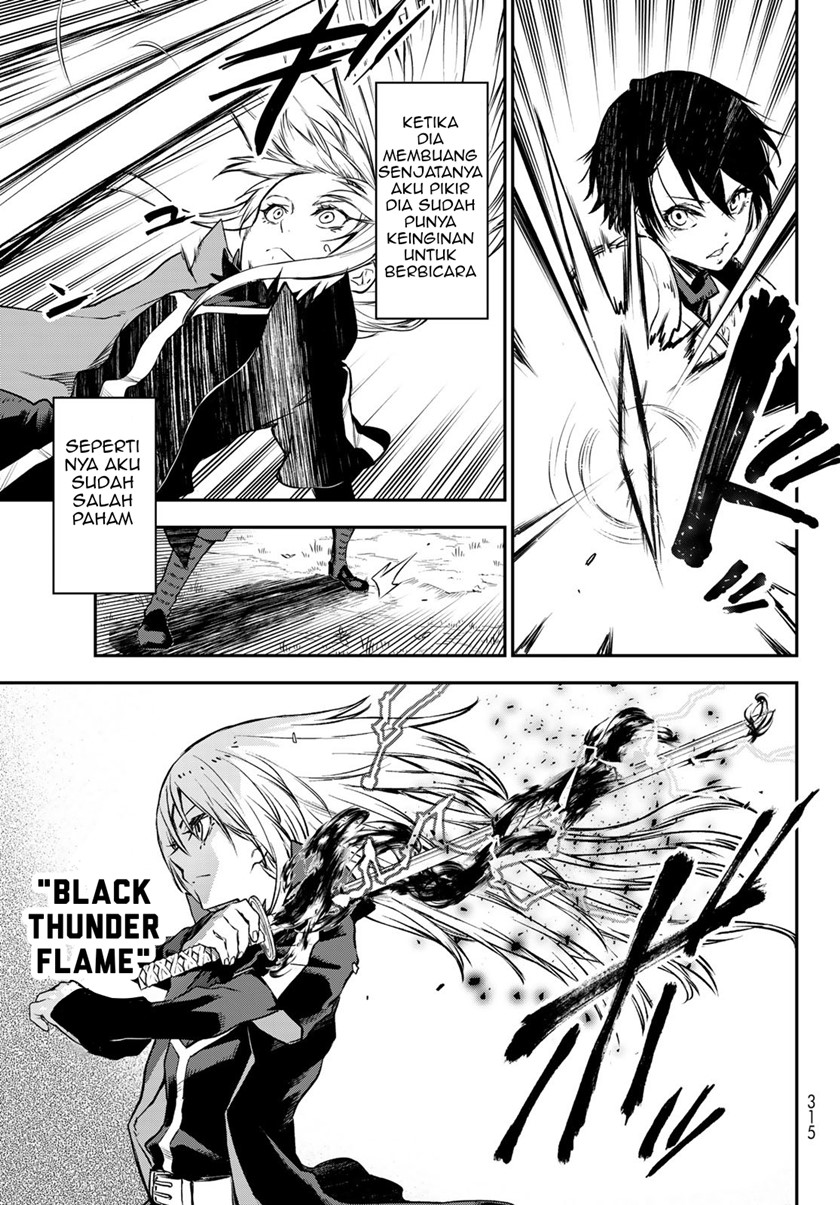 KETIKA
DIA
MEMBUANG
SENJATANYA
AKU PIKIR
DIA SUDAH
PUNYA
KEINGINAN
UNTUK
BERBICARA
SEPERTI
NYA AKU
SUDAH
SALAH
PAHAM
"BLACK
THUNDER
FLAME"
315